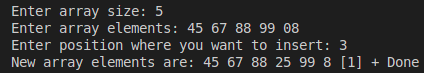 Enter array size: 5
Enter array elements: 45 67 88 99 08
Enter position where you want to insert: 3
New array elements are: 45 67 88 25 99 8 [1] + Done